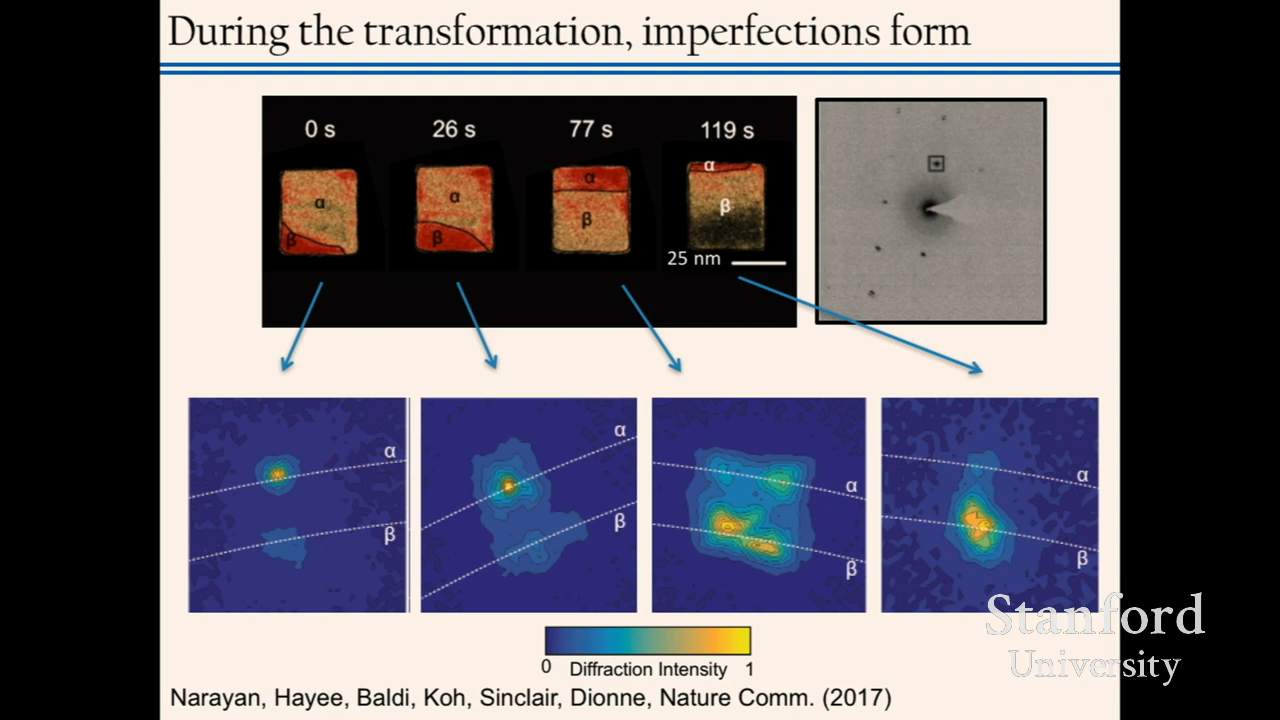 During the transformation, imperfections form
0 s 26 s 77 s 119 s
α α α α
β β β β
25 nm
α α α α
β β β β
0 Diffraction Intensity 1
Narayan, Hayee, Baldi, Koh, Sinclair, Dionne, Nature Comm. (2017)
Stanford
University